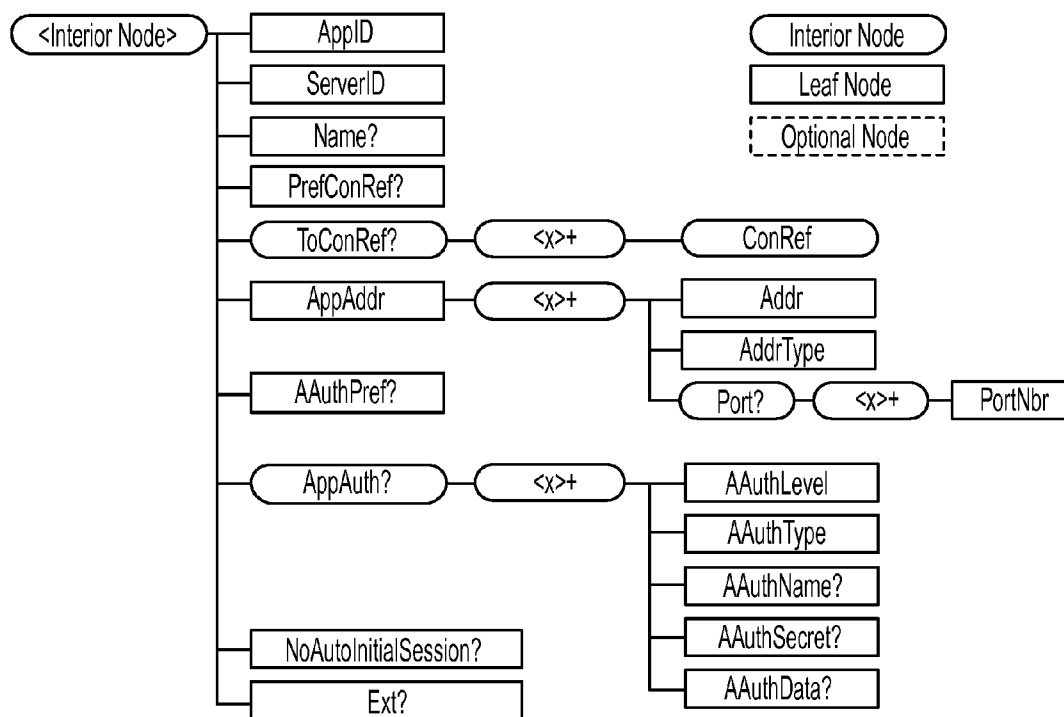 <Interior Node>
AppID
Interior Node
ServerID
Leaf Node
Name?
Optional Node
PrefConRef?
ToConRef?
<x>+
ConRef
AppAddr
<x>+
Addr
AddrType
AAuthPref?
Port?
<x>+
PortNbr
AppAuth?
<x>+
AAuthLevel
AAuthType
AAuthName?
AAuthSecret?
AAuthData?
NoAutoInitialSession?
Ext?